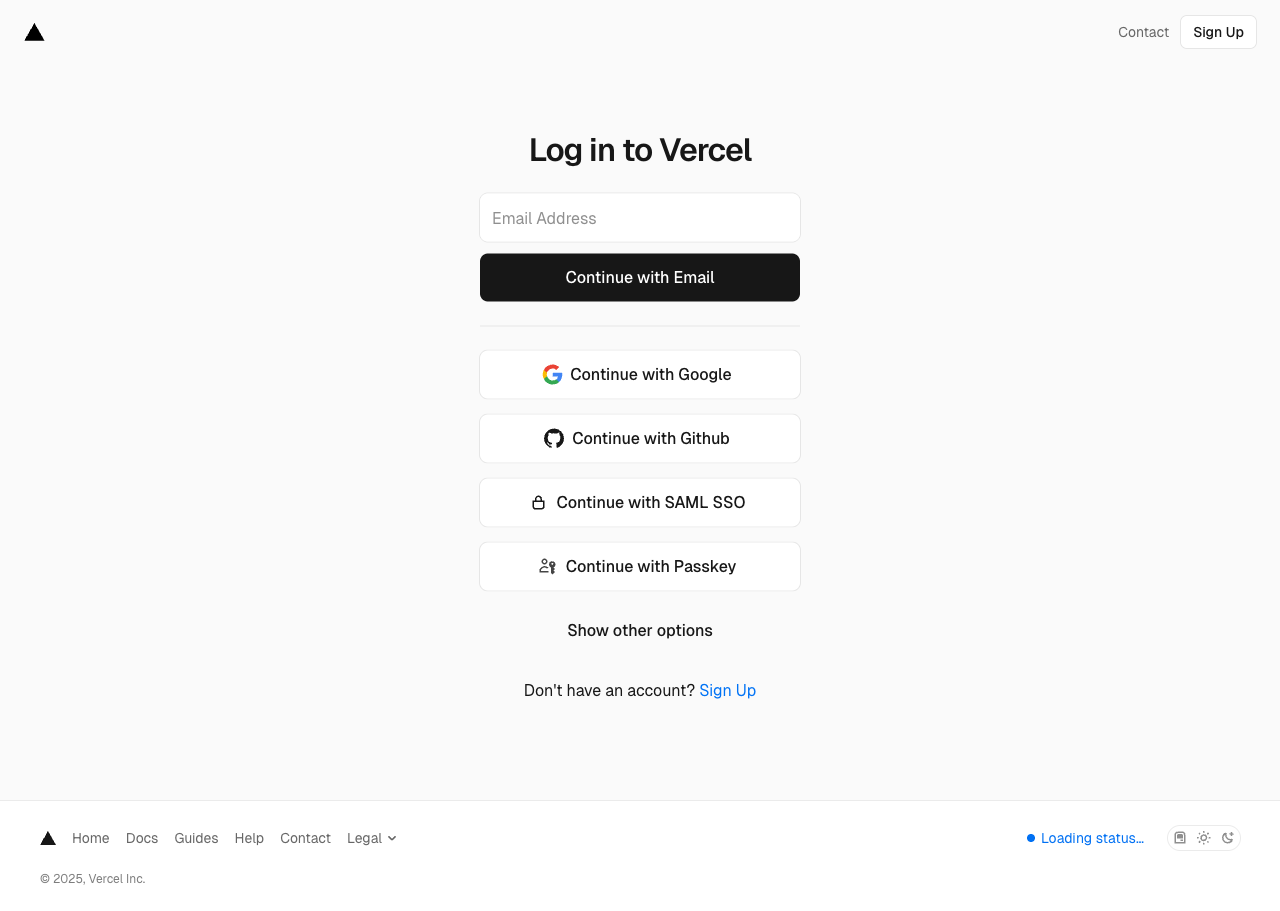 Contact
Sign Up
Log in to Vercel
Email Address
Continue with Email
Continue with Google
Continue with Github
Continue with SAML SSO
Continue with Passkey
Show other options
Don't have an account? Sign Up
Home Docs Guides Help Contact Legal
Loading status…
© 2025, Vercel Inc.